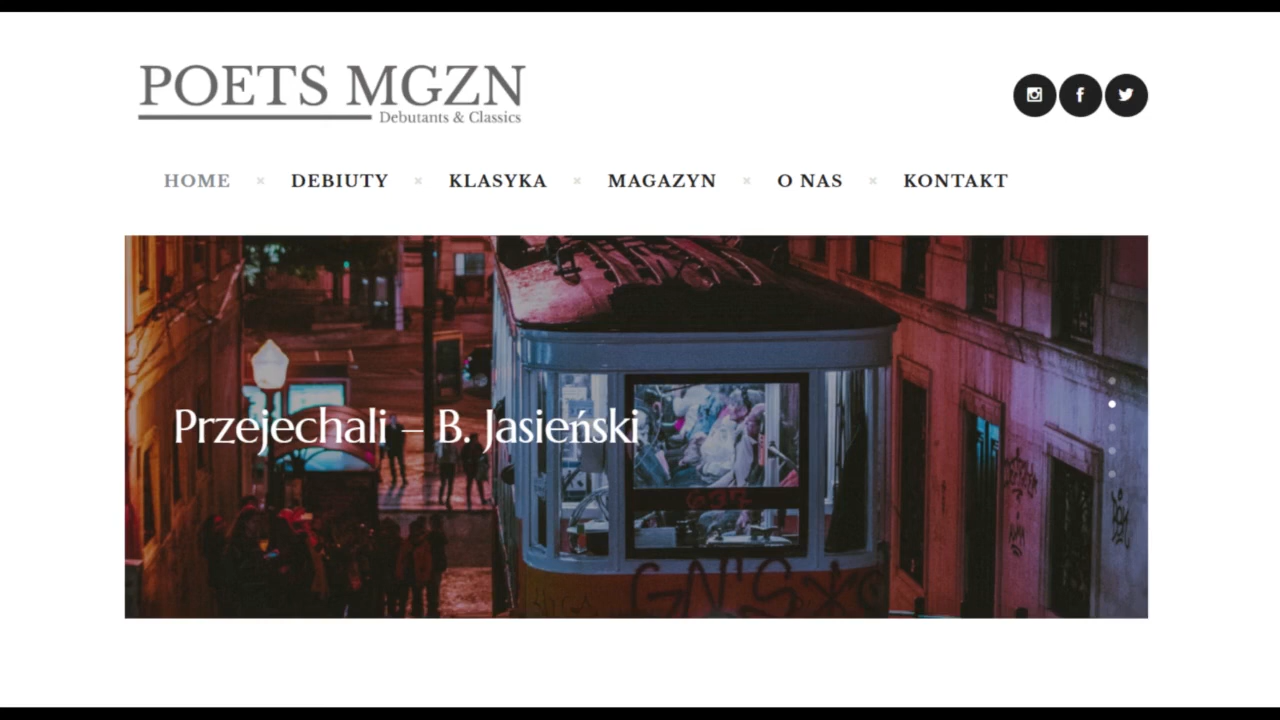 POETS MGZN
Debutants & Classics
HOME × DEBIUTY × KLASYKA × MAGAZYN × O NAS × KONTAKT
Przejechali – B. Jasieński